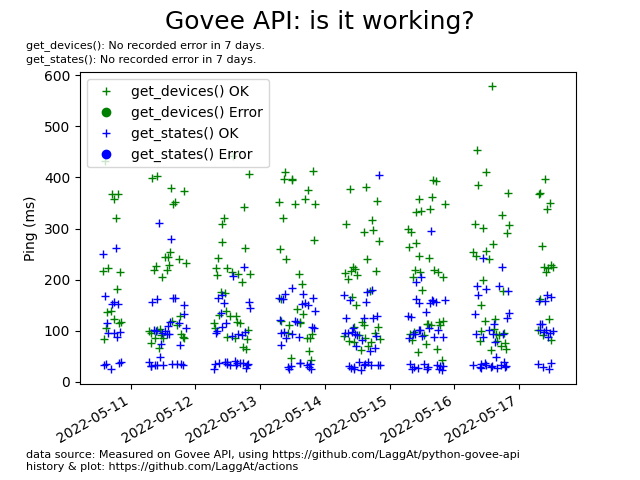 Govee API: is it working?
get_devices(): No recorded error in 7 days.
get_states(): No recorded error in 7 days.
get_devices() OK
get_devices() Error
get_states() OK
get_states() Error
Ping (ms)
600
500
400
300
200
100
0
2022-05-11
2022-05-12
2022-05-13
2022-05-14
2022-05-15
2022-05-16
2022-05-17
data source: Measured on Govee API, using https://github.com/LaggAt/python-govee-api
history & plot: https://github.com/LaggAt/actions